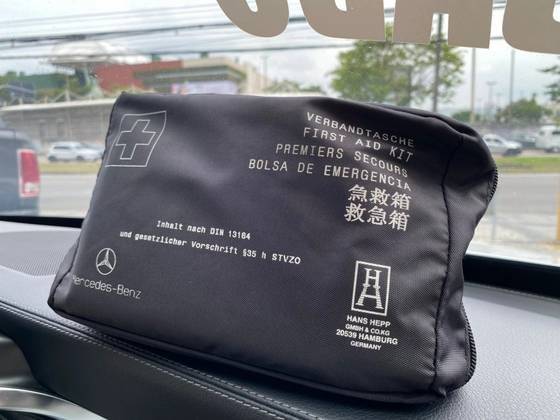 VERBANDTASCHE
FIRST AID KIT
PREMIERS SECOURS
BOLSA DE EMERGENCIA
急救箱
救急箱
Inhalt nach DIN 13164
und gesetzlicher Vorschrift §35 h STVZO
Mercedes-Benz
HH
HANS HEPP
GMBH & CO.KG
20539 HAMBURG
GERMANY